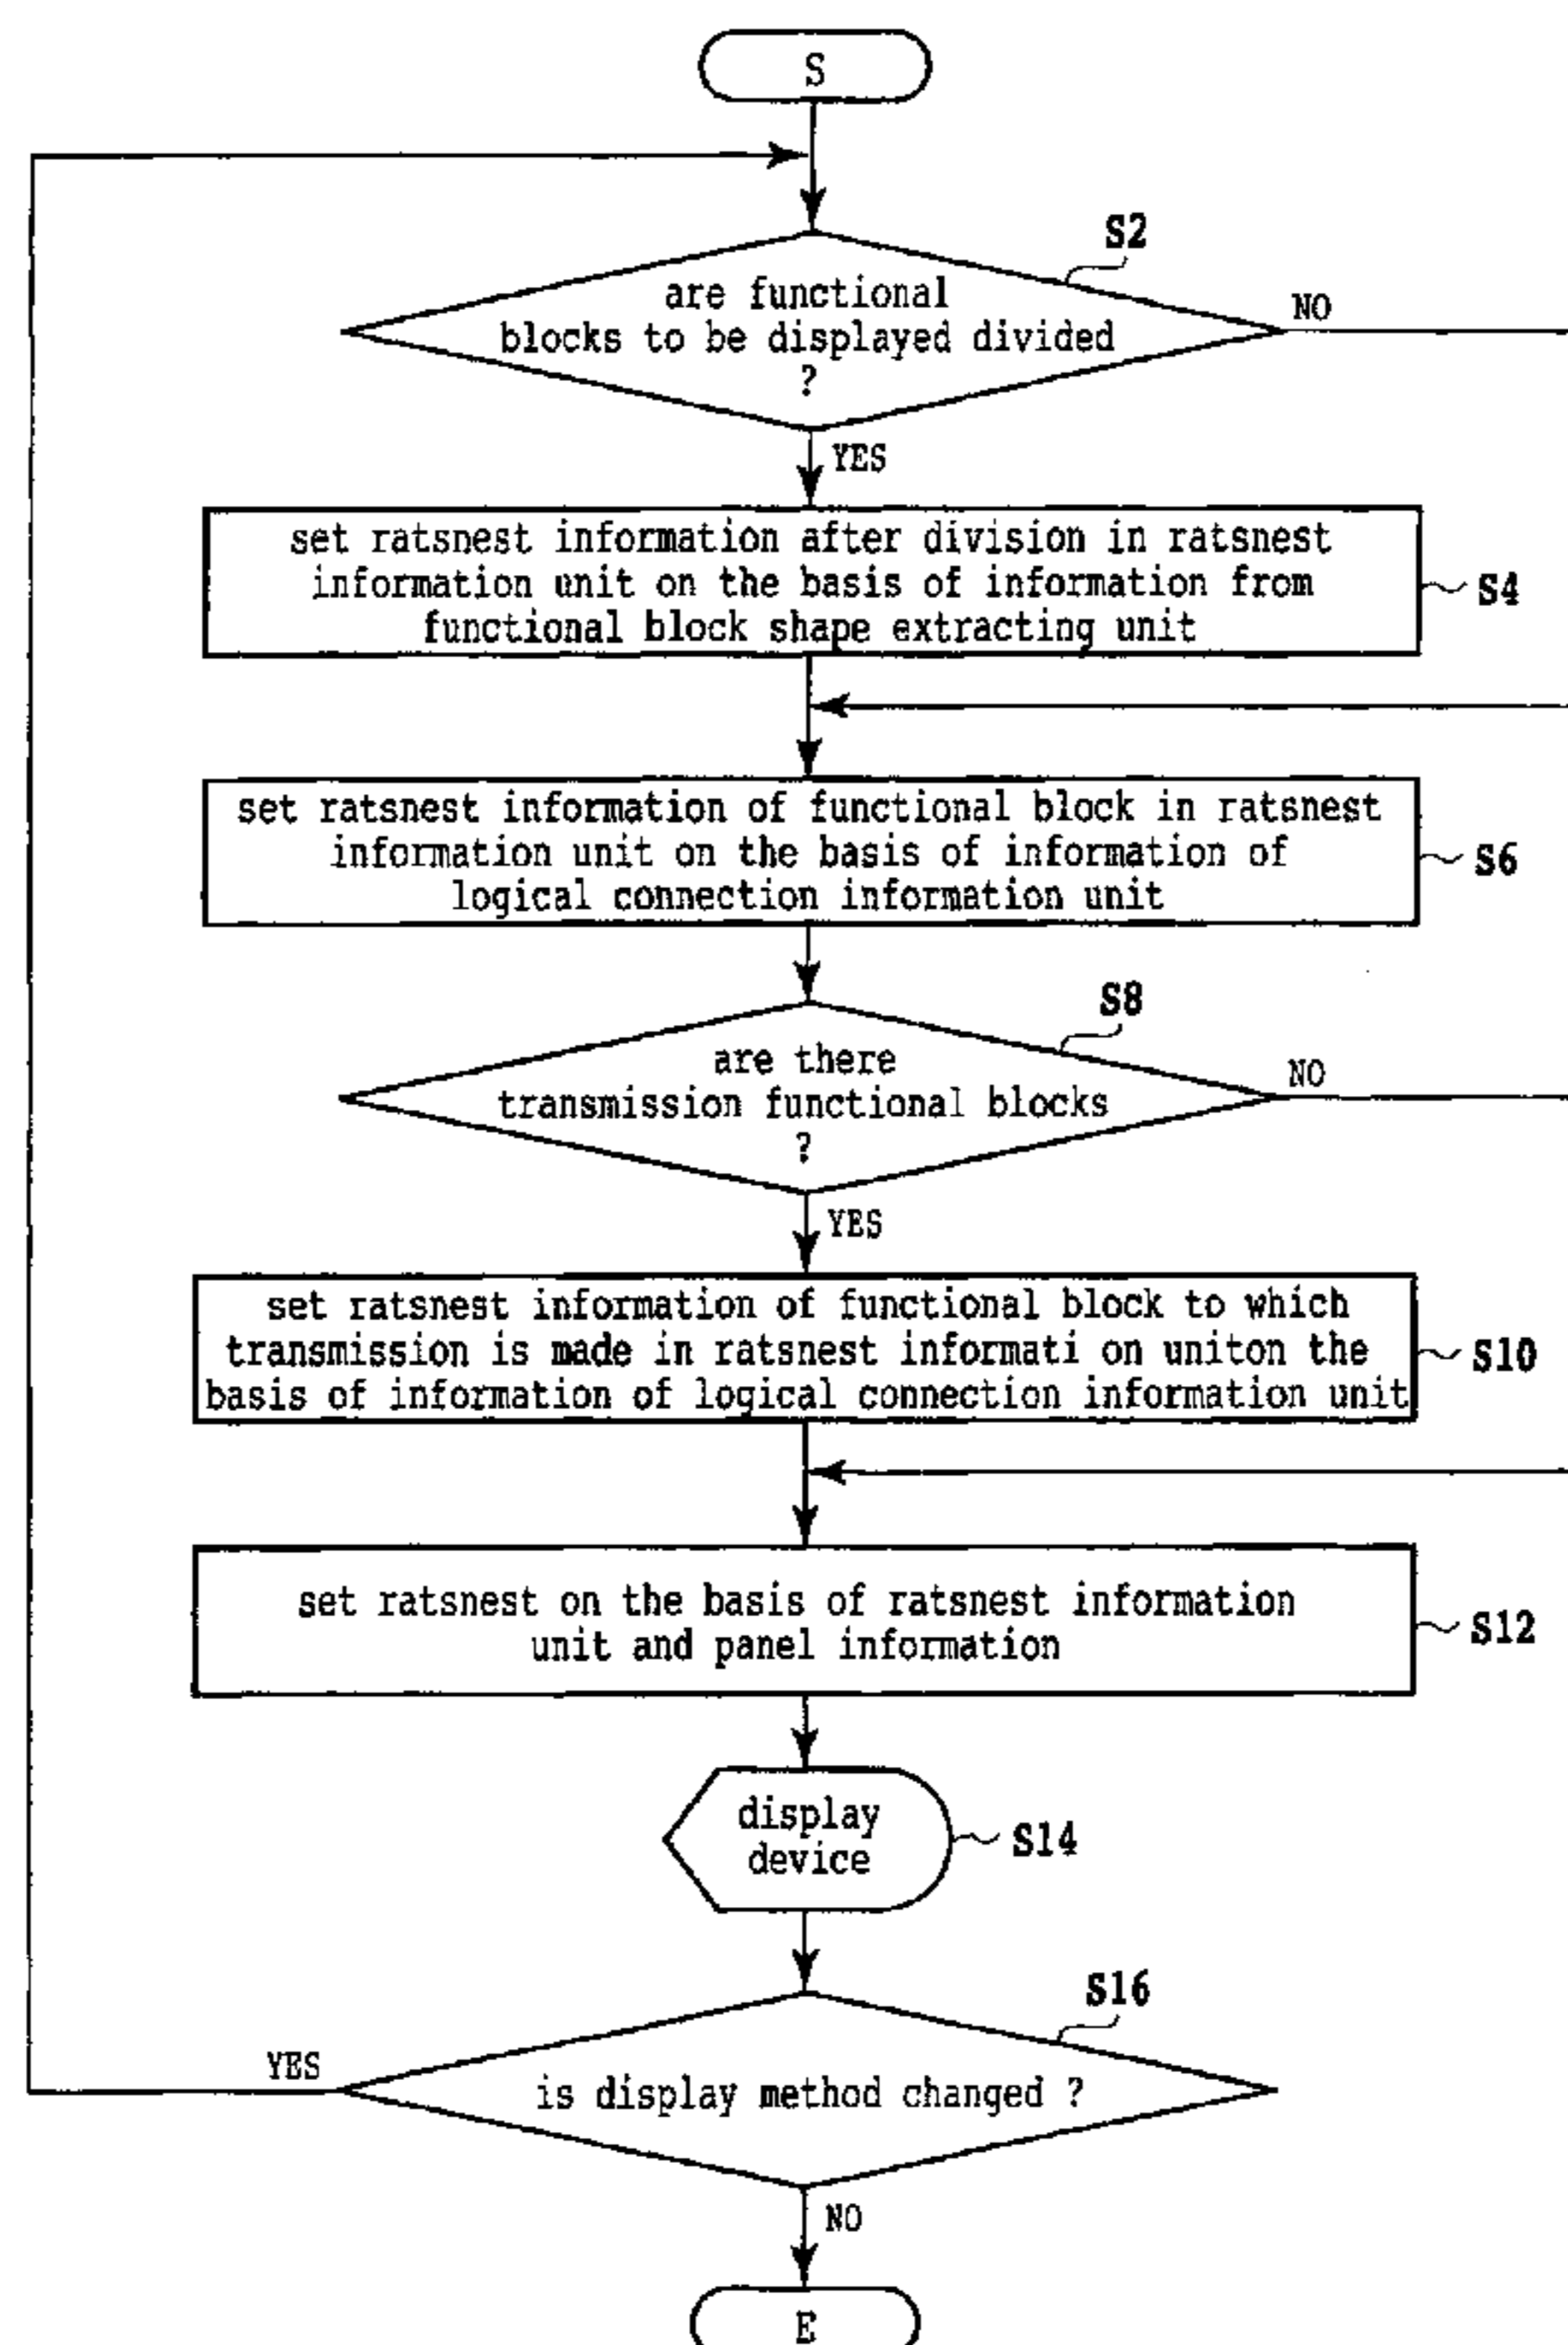 S
S2
are functional
blocks to be displayed divided
?
NO
YES
set ratsnest information after division in ratsnest
information unit on the basis of information from
functional block shape extracting unit
S4
set ratsnest information of functional block in ratsnest
information unit on the basis of information of
logical connection information unit
S6
S8
are there
transmission functional blocks
?
NO
YES
set ratsnest information of functional block to which
transmission is made in ratsnest informati on uniton the
basis of information of logical connection information unit
S10
set ratsnest on the basis of ratsnest information
unit and panel information
S12
display
device
S14
S16
YES
is display method changed ?
NO
E